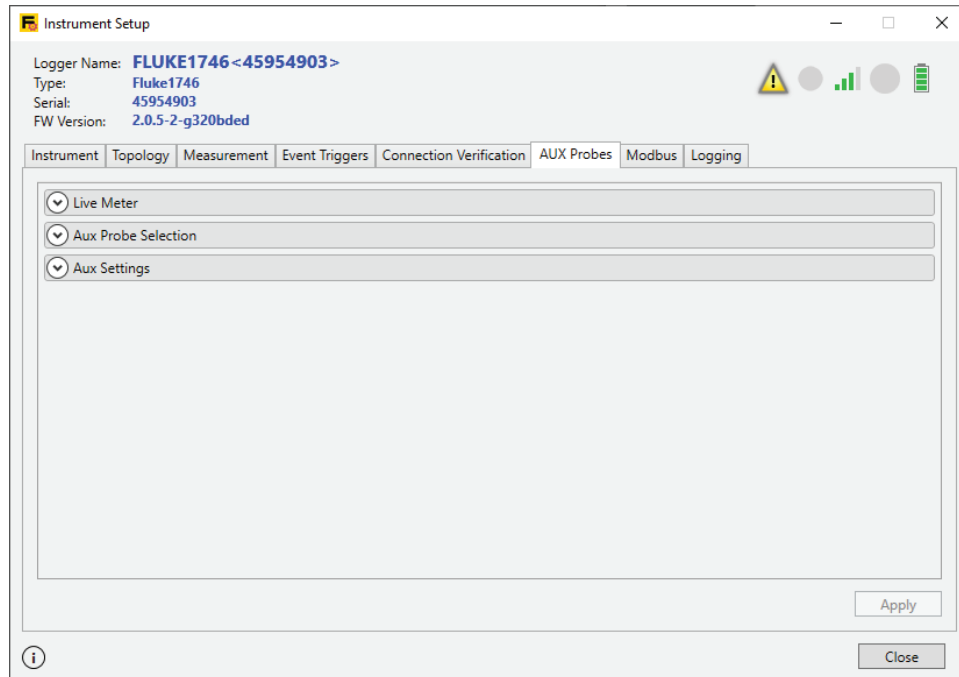 Instrument Setup
Logger Name: FLUKE1746<45954903>
Type: Fluke1746
Serial: 45954903
FW Version: 2.0.5-2-g320bded
Instrument Topology Measurement Event Triggers Connection Verification AUX Probes Modbus Logging
Live Meter
Aux Probe Selection
Aux Settings
Apply
Close